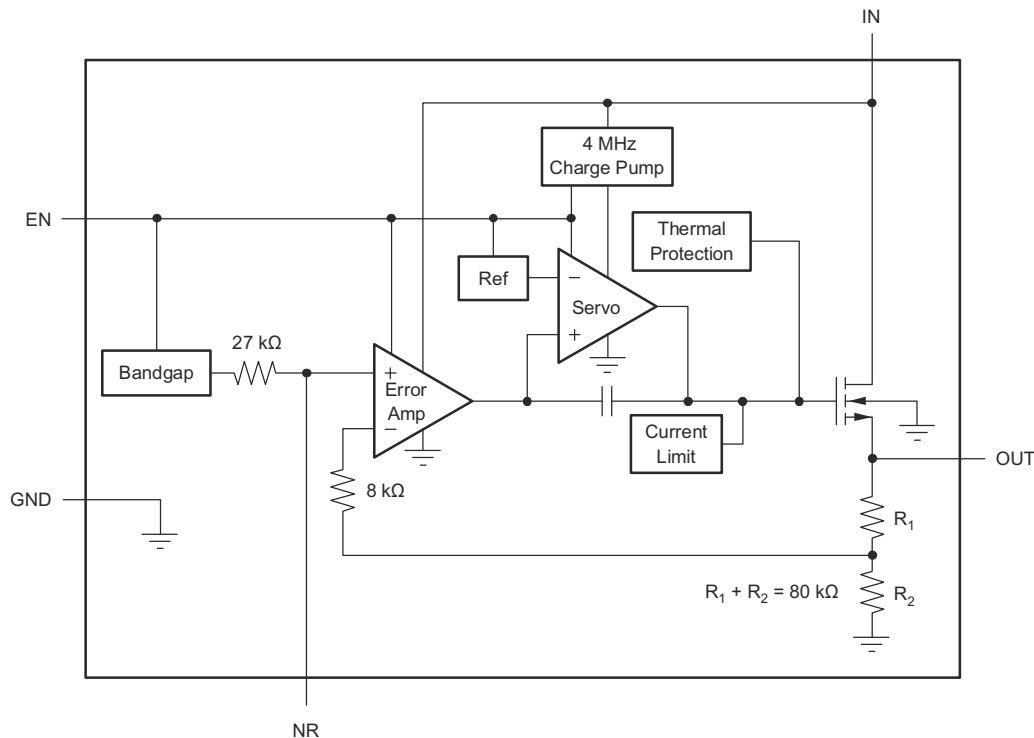 IN
4 MHz
Charge Pump
EN
Thermal
Protection
Ref
−
Servo
+
27 kΩ
Bandgap
+
Error
Amp
−
Current
Limit
OUT
8 kΩ
GND
R1
R1 + R2 = 80 kΩ
R2
NR